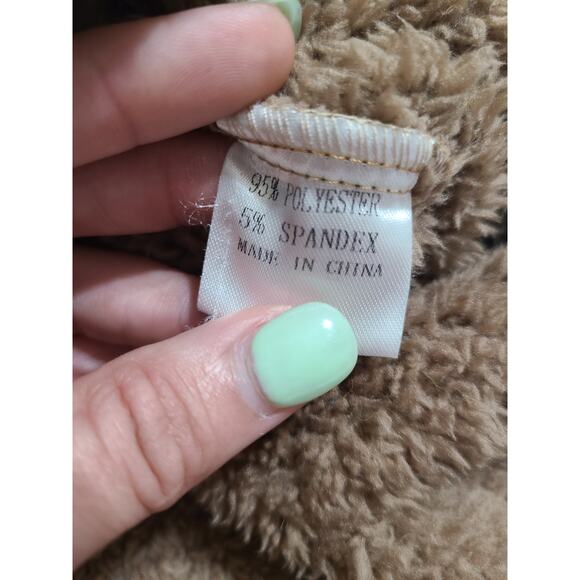 95% POLYESTER
5% SPANDEX
MADE IN CHINA